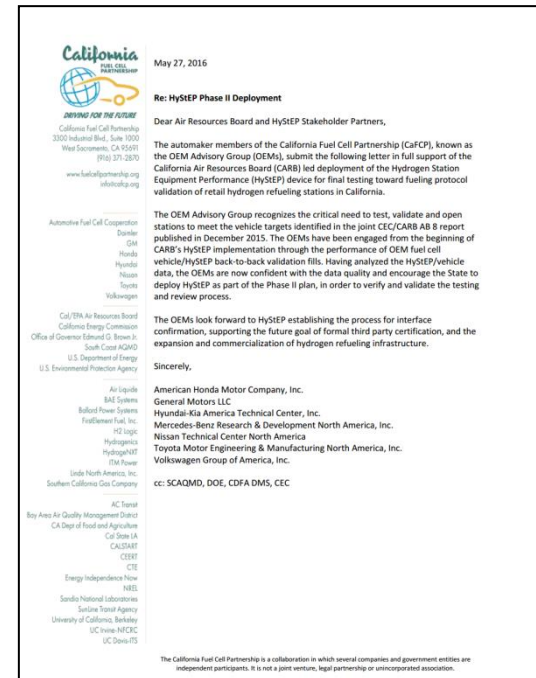 California
FUEL CELL
PARTNERSHIP
DRIVING FOR THE FUTURE
California Fuel Cell Partnership
3300 Industrial Blvd., Suite 1000
West Sacramento, CA 95691
(916) 371-2870
www.fuelcellpartnership.org
info@cafcp.org
Automotive Fuel Cell Cooperation
Daimler
GM
Honda
Hyundai
Nissan
Toyota
Volkswagen
Cal/EPA Air Resources Board
California Energy Commission
Office of Governor Edmund G. Brown Jr.
South Coast AQMD
U.S. Department of Energy
U.S. Environmental Protection Agency
Air Liquide
BAE Systems
Ballard Power Systems
FirstElement Fuel, Inc.
H2 Logic
Hydrogenics
HydrogeNXT
ITM Power
Linde North America, Inc.
Southern California Gas Company
AC Transit
Bay Area Air Quality Management District
CA Dept of Food and Agriculture
Cal State LA
CALSTART
CEERT
CTE
Energy Independence Now
NREL
Sandia National Laboratories
SunLine Transit Agency
University of California, Berkeley
UC Irvine-NFCRC
UC Davis-ITS
May 27, 2016
Re: HyStEP Phase II Deployment
Dear Air Resources Board and HyStEP Stakeholder Partners,
The automaker members of the California Fuel Cell Partnership (CaFCP), known as
the OEM Advisory Group (OEMs), submit the following letter in full support of the
California Air Resources Board (CARB) led deployment of the Hydrogen Station
Equipment Performance (HyStEP) device for final testing toward fueling protocol
validation of retail hydrogen refueling stations in California.
The OEM Advisory Group recognizes the critical need to test, validate and open
stations to meet the vehicle targets identified in the joint CEC/CARB AB 8 report
published in December 2015. The OEMs have been engaged from the beginning of
CARB's HyStEP implementation through the performance of OEM fuel cell
vehicle/HyStEP back-to-back validation fills. Having analyzed the HyStEP/vehicle
data, the OEMs are now confident with the data quality and encourage the State to
deploy HyStEP as part of the Phase II plan, in order to verify and validate the testing
and review process.
The OEMs look forward to HyStEP establishing the process for interface
confirmation, supporting the future goal of formal third party certification, and the
expansion and commercialization of hydrogen refueling infrastructure.
Sincerely,
American Honda Motor Company, Inc.
General Motors LLC
Hyundai-Kia America Technical Center, Inc.
Mercedes-Benz Research & Development North America, Inc.
Nissan Technical Center North America
Toyota Motor Engineering & Manufacturing North America, Inc.
Volkswagen Group of America, Inc.
cc: SCAQMD, DOE, CDFA DMS, CEC
The California Fuel Cell Partnership is a collaboration in which several companies and government entities are
independent participants. It is not a joint venture, legal partnership or unincorporated association.